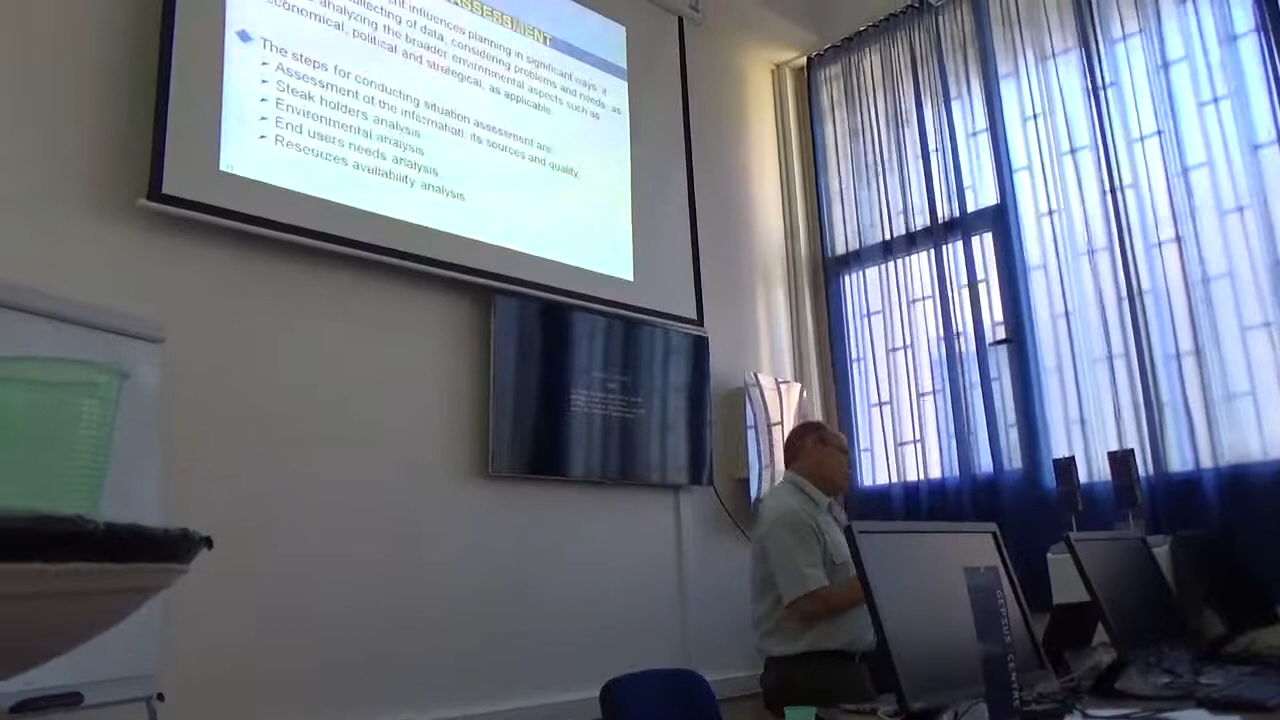 ASSESSMENT
influences planning in significant ways. It
collecting of data, considering problems and needs, as
analyzing the broader environmental aspects such as
economical, political and strategical, as applicable.
The steps for conducting situation assessment are:
Assessment of the information, its sources and quality,
Steak holders analysis
Environmental analysis
End users needs analysis
Resources availability analysis
GEPSUS CENTAR